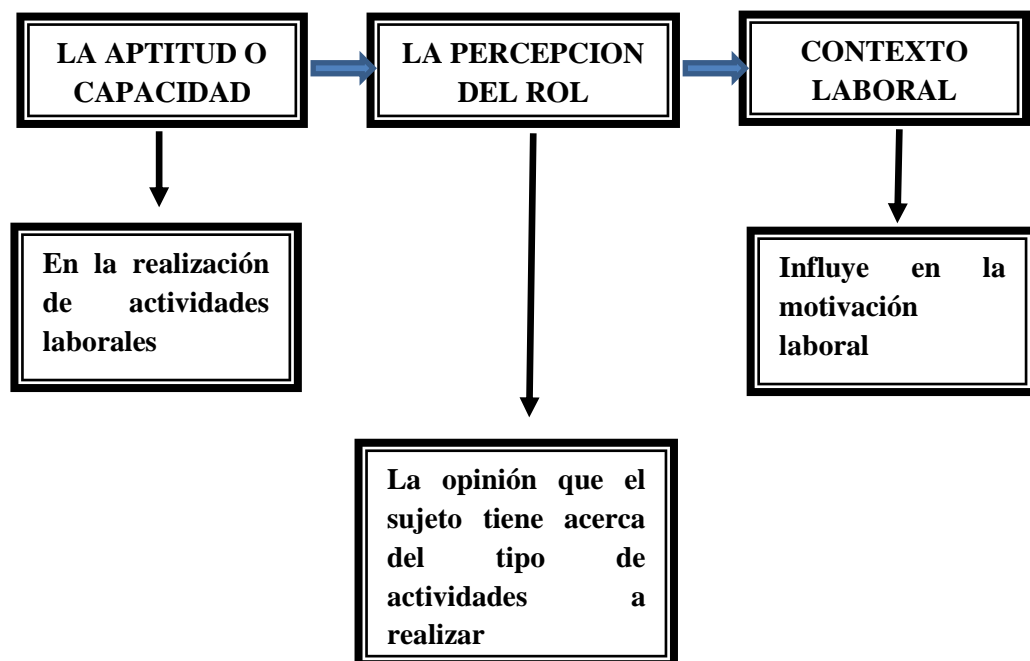 LA APTITUD O
CAPACIDAD
LA PERCEPCION
DEL ROL
CONTEXTO
LABORAL
En la realización
de actividades
laborales
La opinión que el
sujeto tiene acerca
del tipo de
actividades a
realizar
Influye en la
motivación
laboral